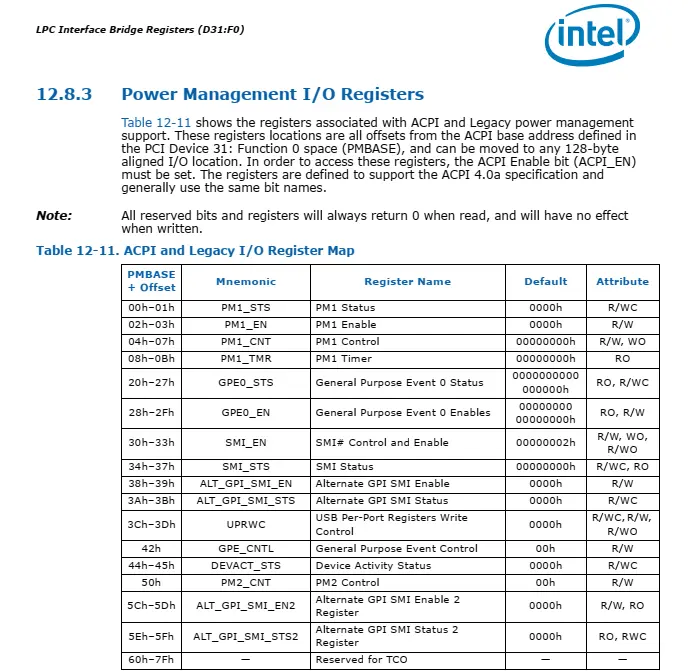 LPC Interface Bridge Registers (D31:F0)
intel®
12.8.3 Power Management I/O Registers
Table 12-11 shows the registers associated with ACPI and Legacy power management
support. These registers locations are all offsets from the ACPI base address defined in
the PCI Device 31: Function 0 space (PMBASE), and can be moved to any 128-byte
aligned I/O location. In order to access these registers, the ACPI Enable bit (ACPI_EN)
must be set. The registers are defined to support the ACPI 4.0a specification and
generally use the same bit names.
Note: All reserved bits and registers will always return 0 when read, and will have no effect
when written.
Table 12-11. ACPI and Legacy I/O Register Map
PMBASE
+ Offset Mnemonic Register Name Default Attribute
00h–01h PM1_STS PM1 Status 0000h R/WC
02h–03h PM1_EN PM1 Enable 0000h R/W
04h–07h PM1_CNT PM1 Control 00000000h R/W, WO
08h–0Bh PM1_TMR PM1 Timer 00000000h RO
20h–27h GPE0_STS General Purpose Event 0 Status 0000000000
000000h RO, R/WC
28h–2Fh GPE0_EN General Purpose Event 0 Enables 00000000
00000000h RO, R/W
30h–33h SMI_EN SMI# Control and Enable 00000002h R/W, WO,
R/WO
34h–37h SMI_STS SMI Status 00000000h R/WC, RO
38h–39h ALT_GPI_SMI_EN Alternate GPI SMI Enable 0000h R/W
3Ah–3Bh ALT_GPI_SMI_STS Alternate GPI SMI Status 0000h R/WC
3Ch–3Dh UPRWC USB Per-Port Registers Write
Control 0000h R/WC, R/W,
R/WO
42h GPE_CNTL General Purpose Event Control 00h R/W
44h–45h DEVACT_STS Device Activity Status 0000h R/WC
50h PM2_CNT PM2 Control 00h R/W
5Ch–5Dh ALT_GPI_SMI_EN2 Alternate GPI SMI Enable 2
Register 0000h R/W, RO
5Eh–5Fh ALT_GPI_SMI_STS2 Alternate GPI SMI Status 2
Register 0000h RO, RWC
60h–7Fh — Reserved for TCO — —